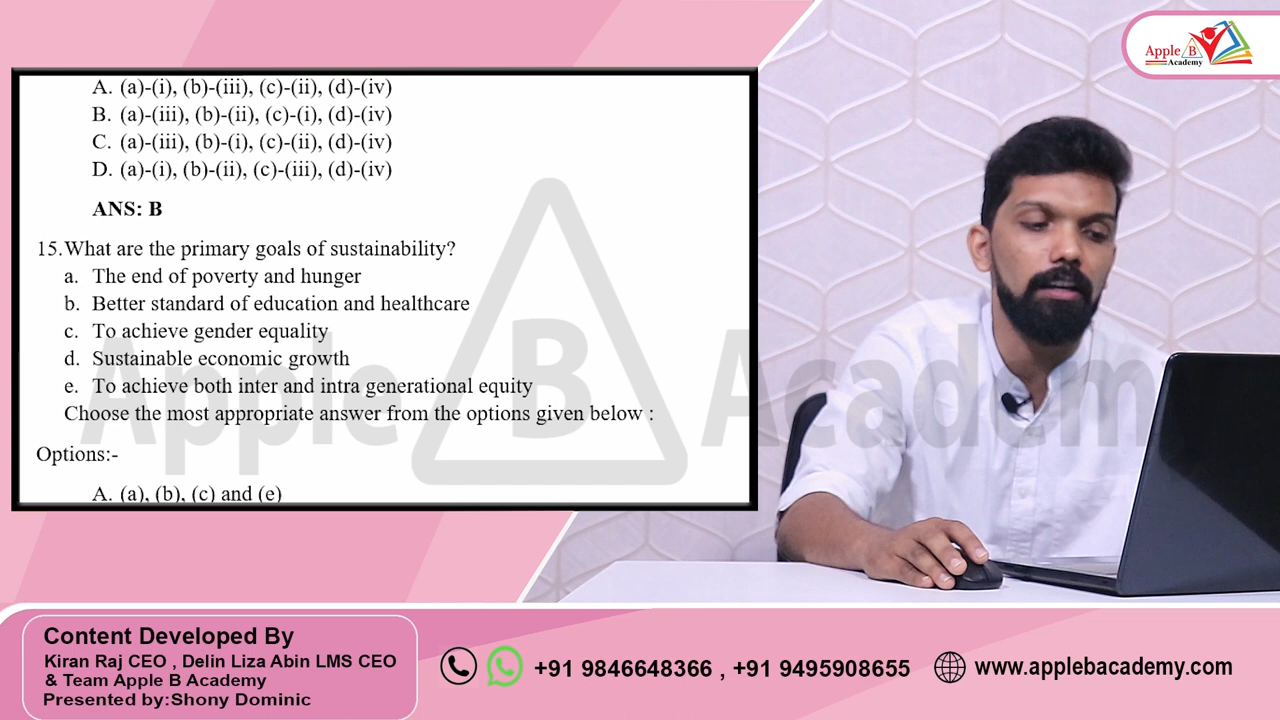 Apple B
Academy
A. (a)-(i), (b)-(iii), (c)-(ii), (d)-(iv)
B. (a)-(iii), (b)-(ii), (c)-(i), (d)-(iv)
C. (a)-(iii), (b)-(i), (c)-(ii), (d)-(iv)
D. (a)-(i), (b)-(ii), (c)-(iii), (d)-(iv)
ANS: B
15.What are the primary goals of sustainability?
a. The end of poverty and hunger
b. Better standard of education and healthcare
c. To achieve gender equality
d. Sustainable economic growth
e. To achieve both inter and intra generational equity
Choose the most appropriate answer from the options given below :
Options:-
A. (a), (b), (c) and (e)
Apple B Academy
Content Developed By
Kiran Raj CEO , Delin Liza Abin LMS CEO
& Team Apple B Academy
Presented by:Shony Dominic
+91 9846648366 , +91 9495908655
www.applebacademy.com